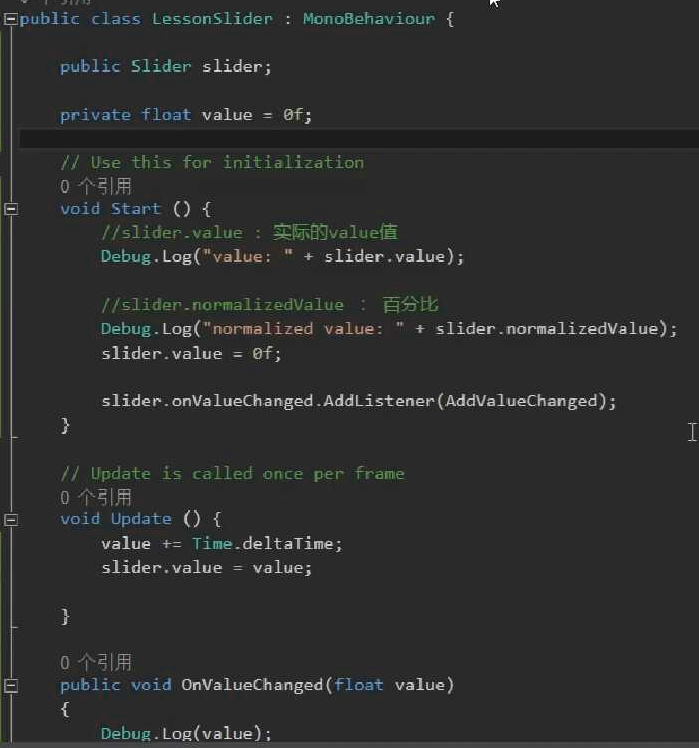 public class LessonSlider : MonoBehaviour {
public Slider slider;
private float value = 0f;
// Use this for initialization
0 个引用
void Start () {
//slider.value : 实际的value值
Debug.Log("value: " + slider.value);
//slider.normalizedValue : 百分比
Debug.Log("normalized value: " + slider.normalizedValue);
slider.value = 0f;
slider.onValueChanged.AddListener(AddValueChanged);
}
// Update is called once per frame
0 个引用
void Update () {
value += Time.deltaTime;
slider.value = value;
}
0 个引用
public void OnValueChanged(float value)
{
Debug.Log(value);